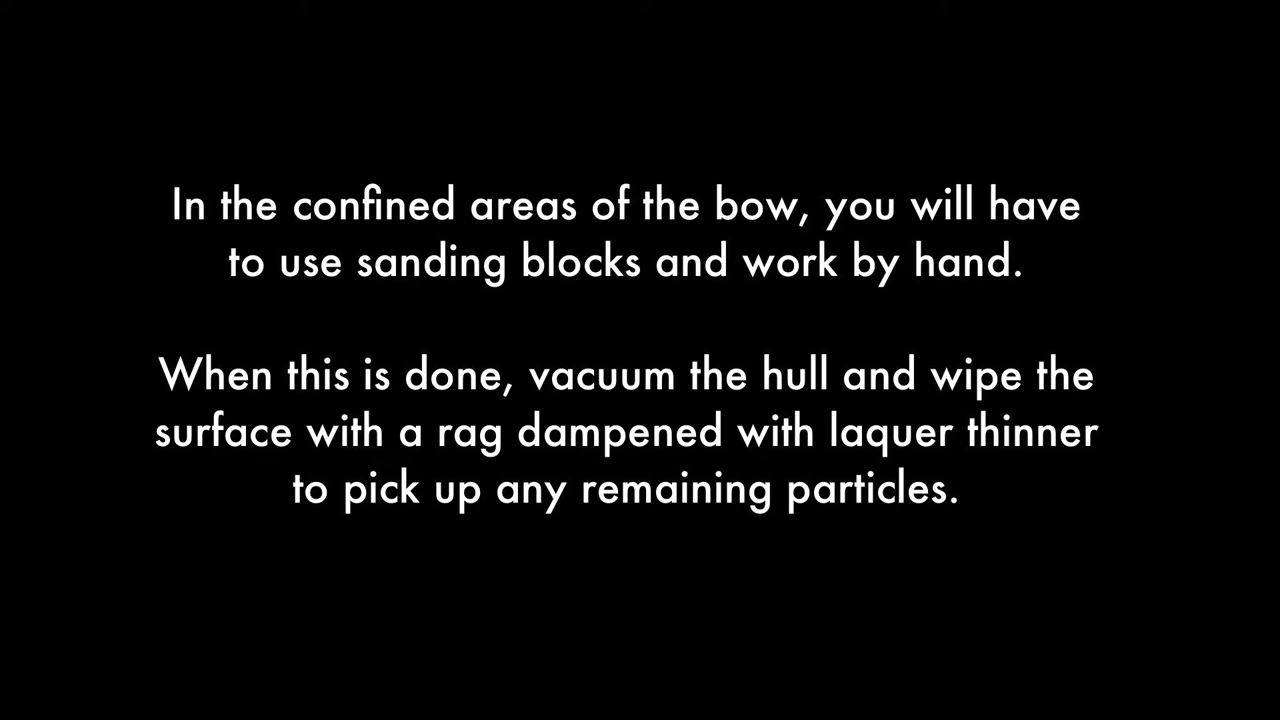 In the confined areas of the bow, you will have
to use sanding blocks and work by hand.
When this is done, vacuum the hull and wipe the
surface with a rag dampened with laquer thinner
to pick up any remaining particles.